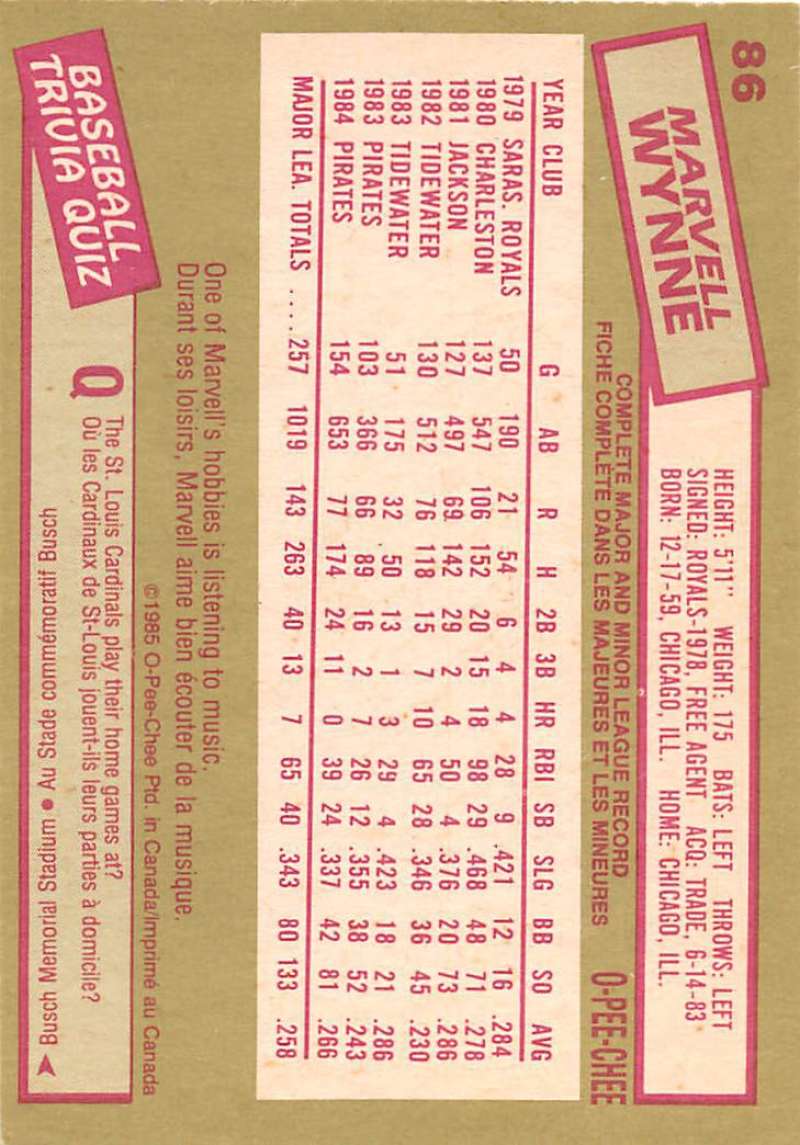 86
MARVELL
WYNNE
HEIGHT: 5'11" WEIGHT: 175 BATS: LEFT THROWS: LEFT
SIGNED: ROYALS-1978, FREE AGENT ACQ: TRADE, 6-14-83
BORN: 12-17-59, CHICAGO, ILL. HOME: CHICAGO, ILL.
COMPLETE MAJOR AND MINOR LEAGUE RECORD
FICHE COMPLÈTE DANS LES MAJEURES ET LES MINEURES
O-PEE-CHEE
YEAR CLUB G AB R H 2B 3B HR RBI SB SLG BB SO AVG
1979 SARAS. ROYALS 50 190 21 54 6 4 4 28 9 .421 12 16 .284
1980 CHARLESTON 137 547 106 152 20 15 18 98 29 .468 48 71 .278
1981 JACKSON 127 497 69 142 29 2 4 50 4 .376 20 73 .286
1982 TIDEWATER 130 512 76 118 15 7 10 65 28 .346 36 45 .230
1983 TIDEWATER 51 175 32 50 13 1 3 29 4 .423 18 21 .286
1983 PIRATES 103 366 66 89 16 2 7 26 12 .355 38 52 .243
1984 PIRATES 154 653 77 174 24 11 0 39 24 .337 42 81 .266
MAJOR LEA. TOTALS .... 257 1019 143 263 40 13 7 65 40 .343 80 133 .258
One of Marvell's hobbies is listening to music.
Durant ses loisirs, Marvell aime bien écouter de la musique.
©1985 O-Pee-Chee Ptd. in Canada/Imprimé au Canada
BASEBALL
TRIVIA QUIZ
Q The St. Louis Cardinals play their home games at?
Où les Cardinaux de St-Louis jouent-ils leurs parties à domicile?
Busch Memorial Stadium • Au Stade commémoratif Busch